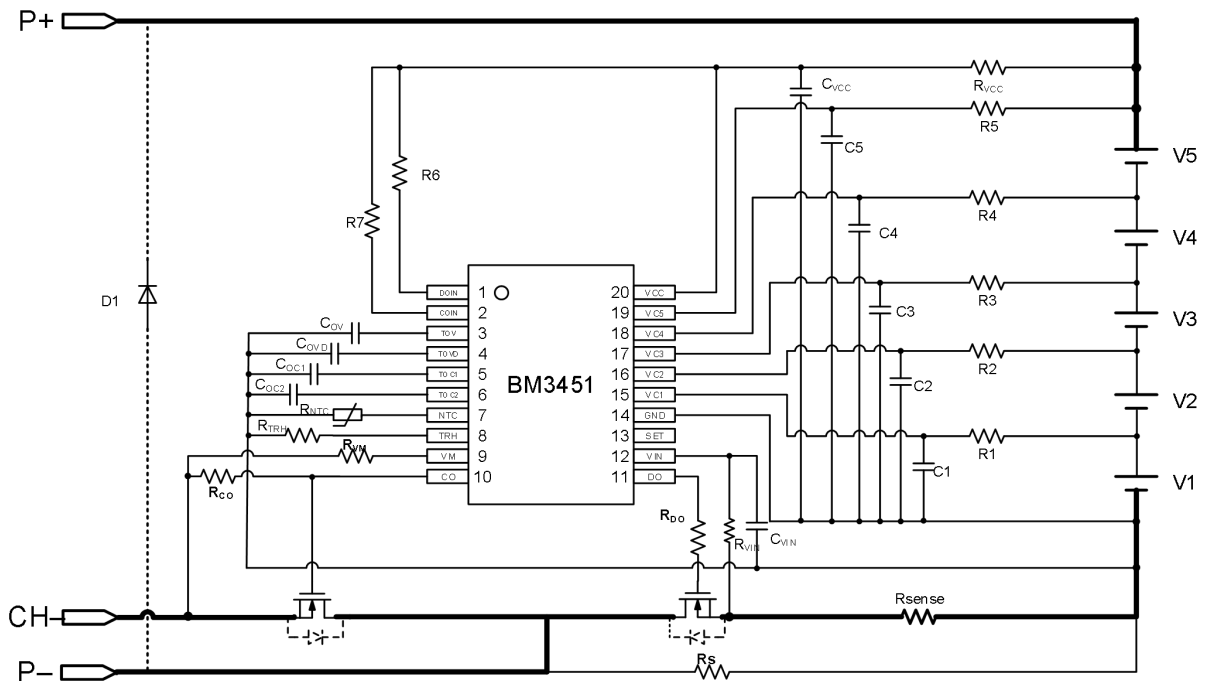 P+
CVCC
RVCC
R5
C5
V5
R6
R4
C4
V4
R7
D1
R3
C3
V3
DOIN 1 20 VCC
COIN 2 19 VC5
COV TOV 3 18 VC4
COVD TOVD 4 17 VC3
R2
COC1 TOC1 5 16 VC2
BM3451
C2
V2
COC2 TOC2 6 15 VC1
RNTC NTC 7 14 GND
RTRH TRH 8 13 SET
R1
RVM VM 9 12 VIN
C1
RCO CO 10 11 DO
V1
RDO
RVIN
CVIN
Rsense
CH–
Rs
P–